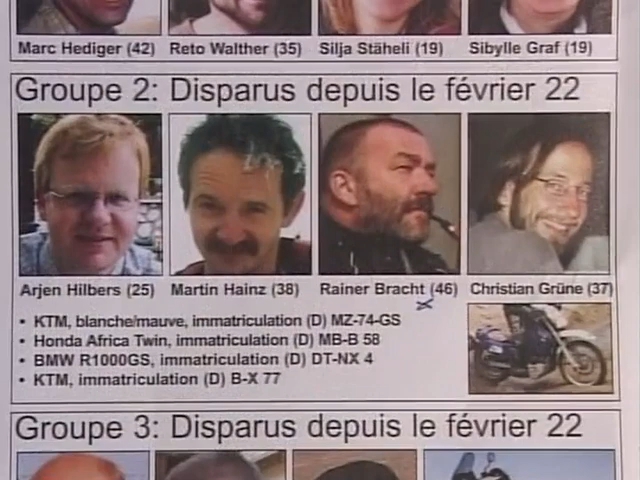 Marc Hediger (42) Reto Walther (35) Silja Stäheli (19) Sibylle Graf (19)
Groupe 2: Disparus depuis le février 22
Arjen Hilbers (25) Martin Hainz (38) Rainer Bracht (46) Christian Grüne (37)
• KTM, blanche/mauve, immatriculation (D) MZ-74-GS
• Honda Africa Twin, immatriculation (D) MB-B 58
• BMW R1000GS, immatriculation (D) DT-NX 4
• KTM, immatriculation (D) B-X 77
Groupe 3: Disparus depuis le février 22